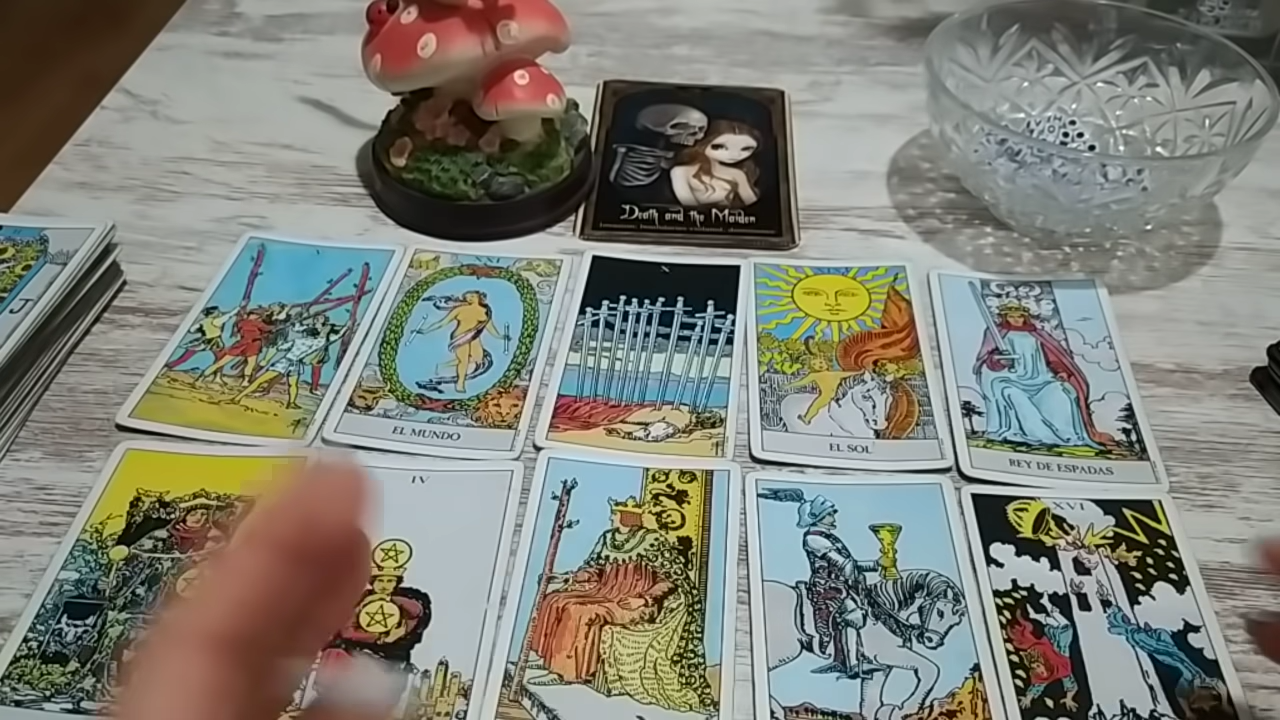 Death and the Maiden
XXI
X
EL MUNDO
EL SOL
REY DE ESPADAS
J
IV
XVI